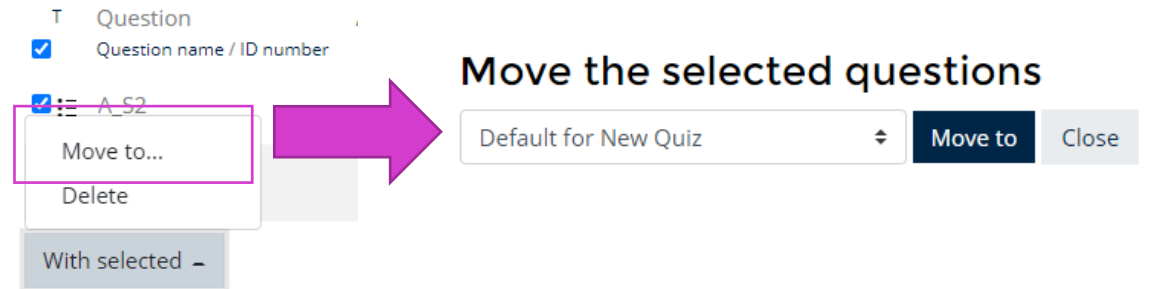 T Question
Question name / ID number
A_S2
Move to...
Delete
With selected
Move the selected questions
Default for New Quiz
Move to
Close